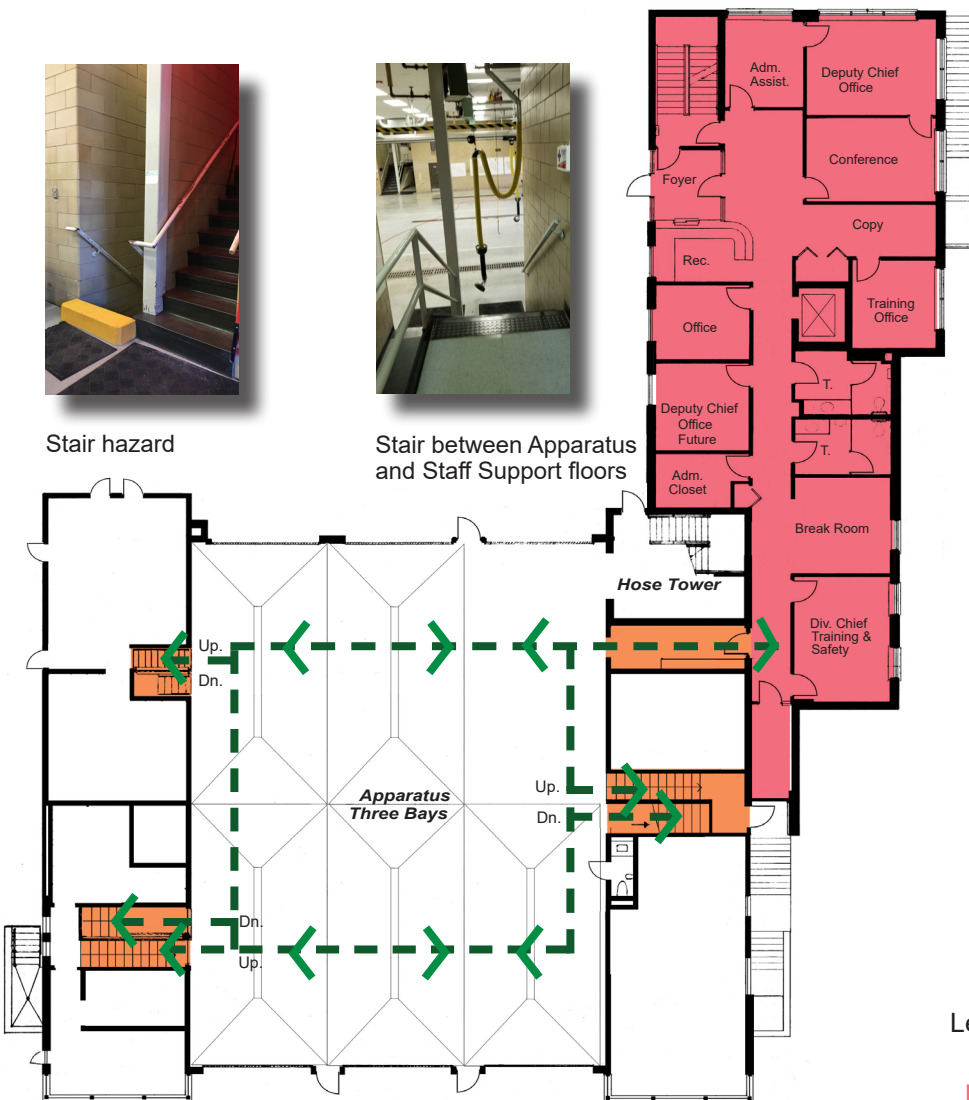 Adm.
Assist.
Deputy Chief
Office
Conference
Foyer
Copy
Rec.
Training
Office
Office
T.
Deputy Chief
Office
Future
T.
Adm.
Closet
Break Room
Div. Chief
Training &
Safety
Stair hazard
Stair between Apparatus
and Staff Support floors
Hose Tower
Up.
Dn.
Apparatus
Three Bays
Up.
Dn.
Dn.
Up.
Le